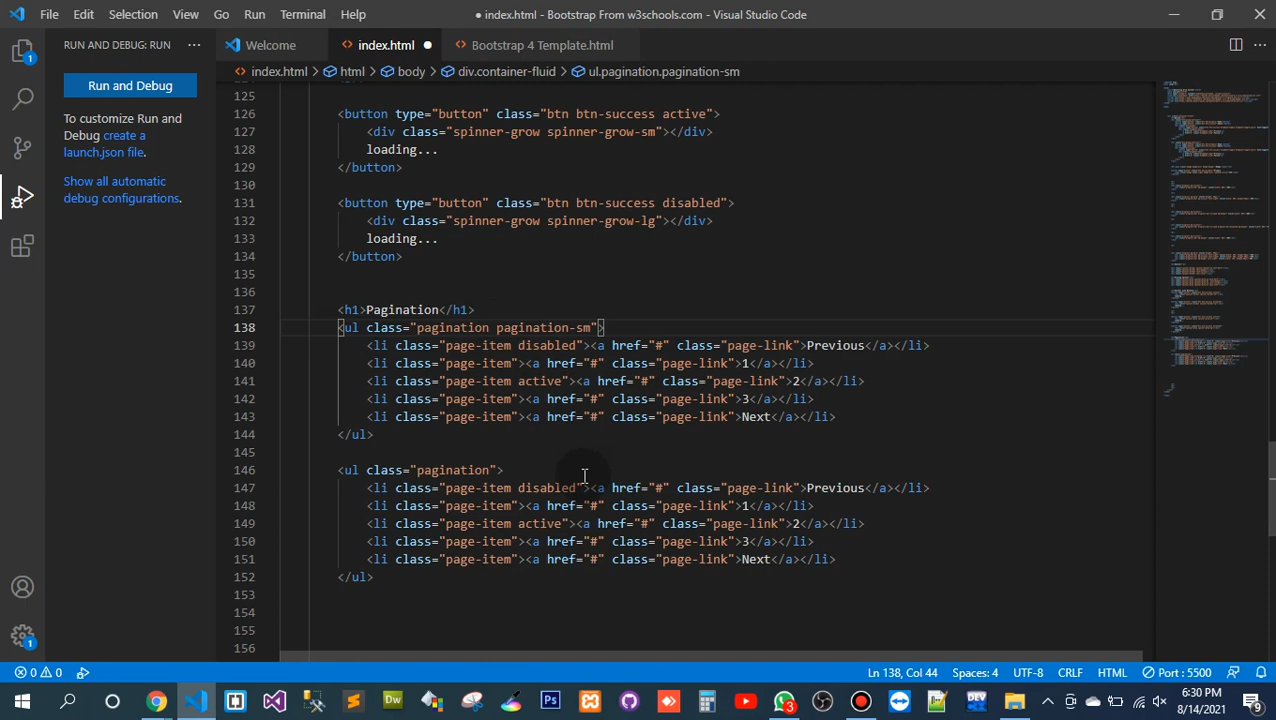 File Edit Selection View Go Run Terminal Help ● index.html - Bootstrap From w3schools.com - Visual Studio Code
RUN AND DEBUG: RUN ··· Welcome <> index.html ● <> Bootstrap 4 Template.html
<> index.html > html > body > div.container-fluid > ul.pagination.pagination-sm
Run and Debug
To customize Run and
Debug create a
launch.json file.
Show all automatic
debug configurations.
125
126 <button type="button" class="btn btn-success active">
127 <div class="spinner-grow spinner-grow-sm"></div>
128 loading...
129 </button>
130
131 <button type="button" class="btn btn-success disabled">
132 <div class="spinner-grow spinner-grow-lg"></div>
133 loading...
134 </button>
135
136
137 <h1>Pagination</h1>
138 <ul class="pagination pagination-sm">
139 <li class="page-item disabled"><a href="#" class="page-link">Previous</a></li>
140 <li class="page-item"><a href="#" class="page-link">1</a></li>
141 <li class="page-item active"><a href="#" class="page-link">2</a></li>
142 <li class="page-item"><a href="#" class="page-link">3</a></li>
143 <li class="page-item"><a href="#" class="page-link">Next</a></li>
144 </ul>
145
146 <ul class="pagination">
147 <li class="page-item disabled"><a href="#" class="page-link">Previous</a></li>
148 <li class="page-item"><a href="#" class="page-link">1</a></li>
149 <li class="page-item active"><a href="#" class="page-link">2</a></li>
150 <li class="page-item"><a href="#" class="page-link">3</a></li>
151 <li class="page-item"><a href="#" class="page-link">Next</a></li>
152 </ul>
153
154
155
156
1
1
0 0 Ln 138, Col 44 Spaces: 4 UTF-8 CRLF HTML Port : 5500
Dw Ps 3 DEV 6:30 PM
8/14/2021 9